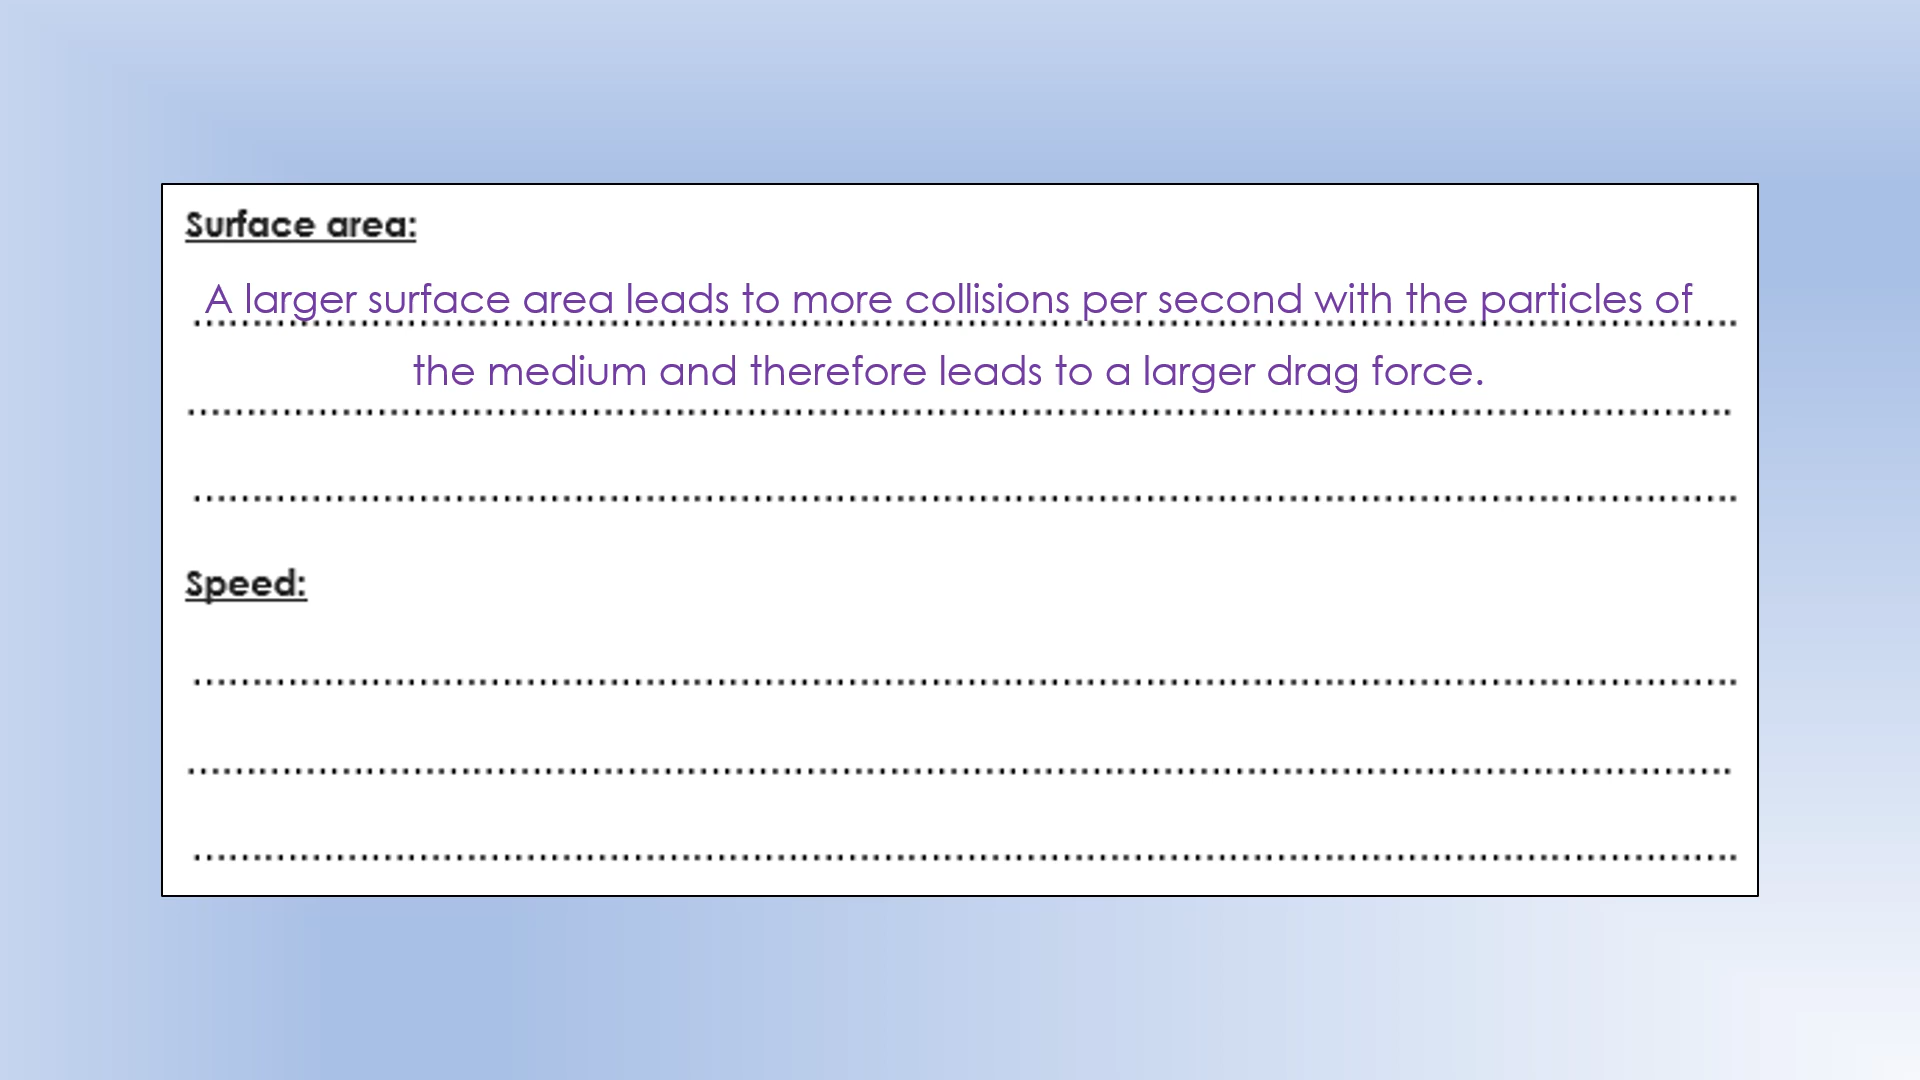 Surface area:
A larger surface area leads to more collisions per second with the particles of
the medium and therefore leads to a larger drag force.
Speed: